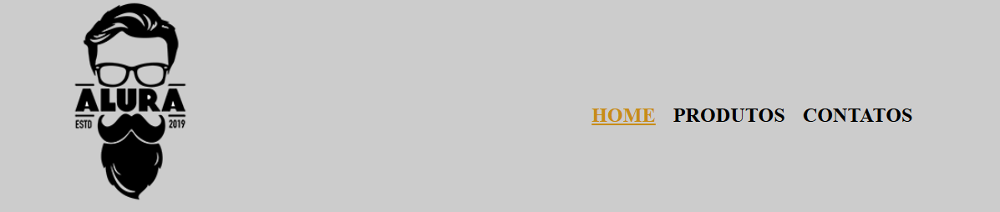 ALURA
ESTD 2019
HOME PRODUTOS CONTATOS